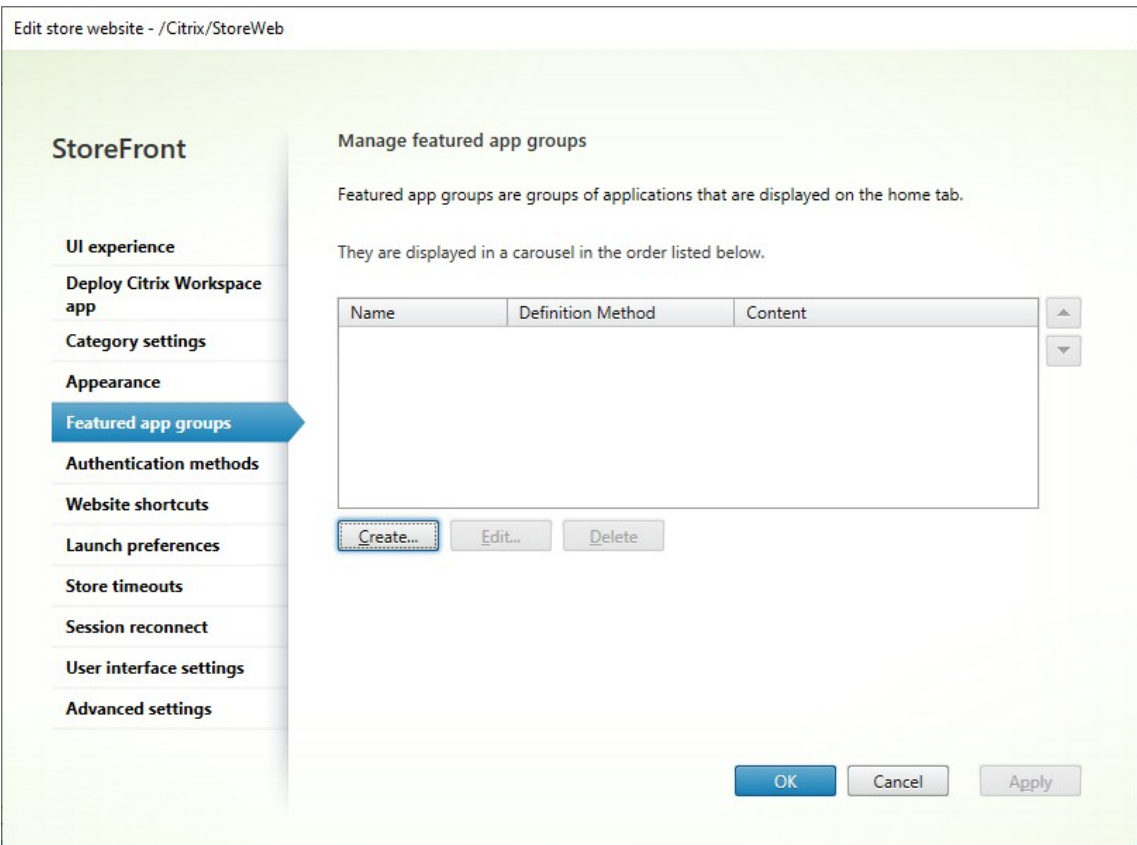 Edit store website - /Citrix/StoreWeb
StoreFront
UI experience
Deploy Citrix Workspace
app
Category settings
Appearance
Featured app groups
Authentication methods
Website shortcuts
Launch preferences
Store timeouts
Session reconnect
User interface settings
Advanced settings
Manage featured app groups
Featured app groups are groups of applications that are displayed on the home tab.
They are displayed in a carousel in the order listed below.
Name Definition Method Content
Create... Edit... Delete
OK Cancel Apply